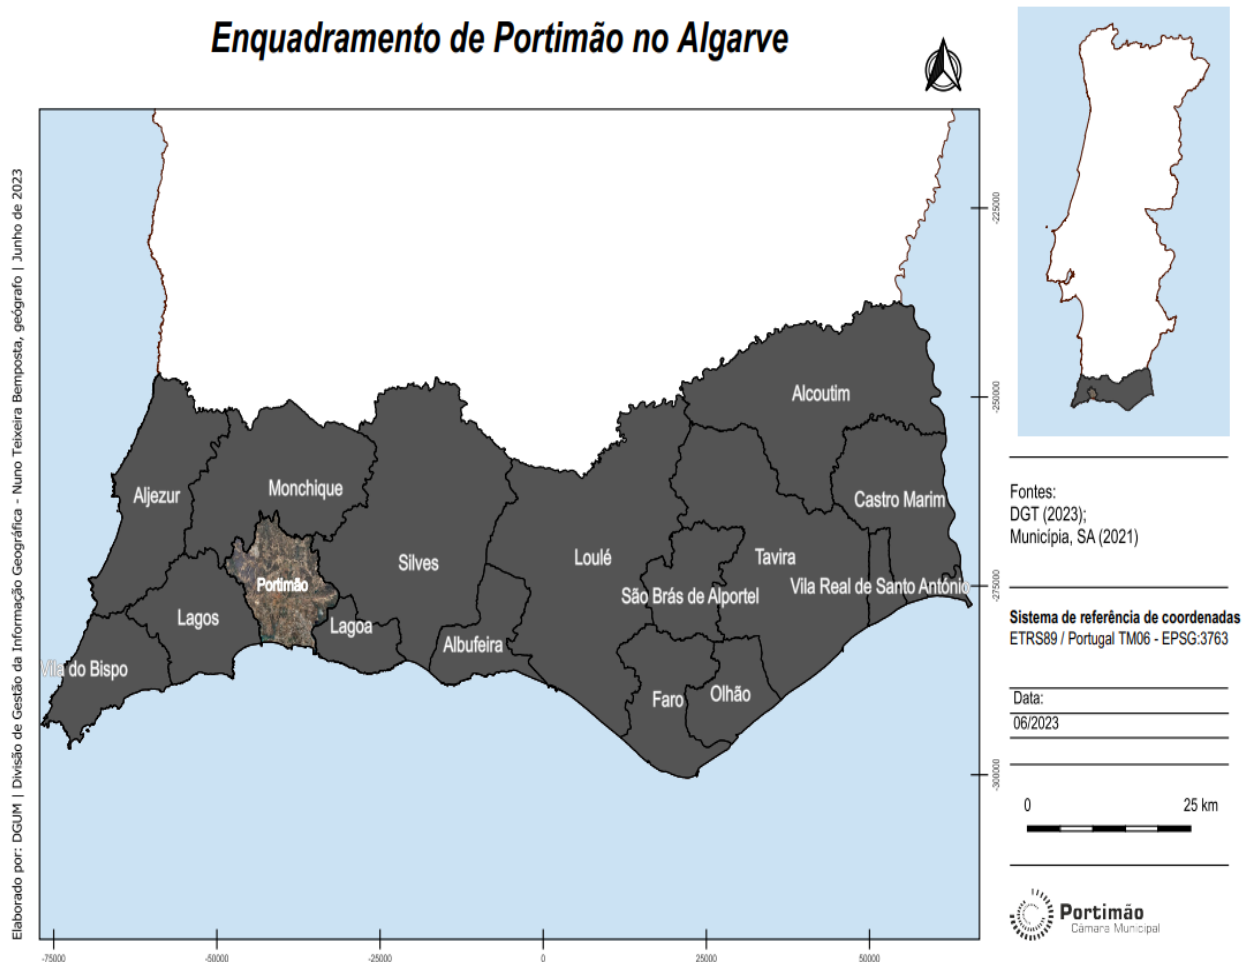 Enquadramento de Portimão no Algarve
Elaborado por: DGUM | Divisão de Gestão da Informação Geográfica - Nuno Teixeira Bemposta, geógrafo | Junho de 2023
-225000
-250000
-275000
-300000
Alcoutim
Aljezur
Monchique
Castro Marim
Silves
Loulé
Tavira
Portimão
São Brás de Alportel
Vila Real de Santo António
Lagos
Lagoa
Albufeira
Vila do Bispo
Faro
Olhão
-75000
-50000
-25000
0
25000
50000
Fontes:
DGT (2023);
Municípia, SA (2021)
Sistema de referência de coordenadas
ETRS89 / Portugal TM06 - EPSG:3763
Data:
06/2023
0 25 km
Portimão
Câmara Municipal